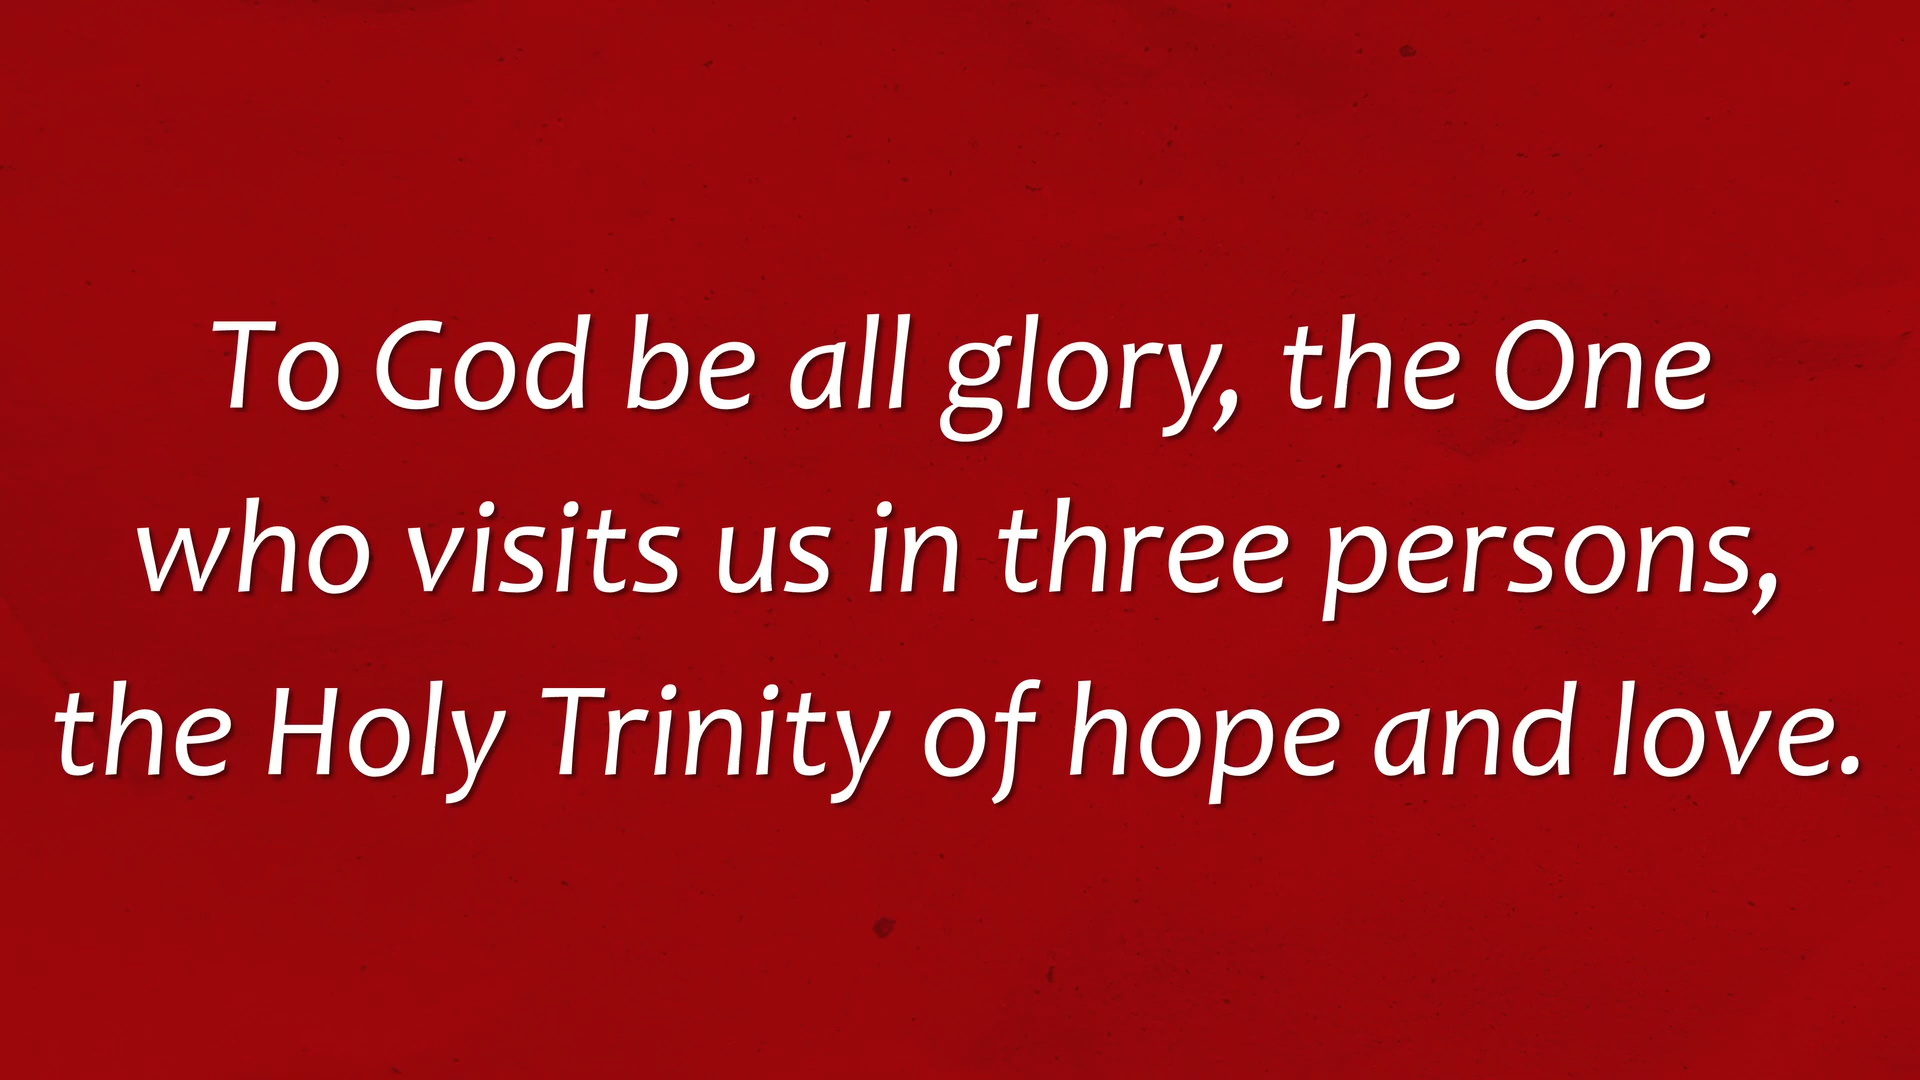 To God be all glory, the One
who visits us in three persons,
the Holy Trinity of hope and love.